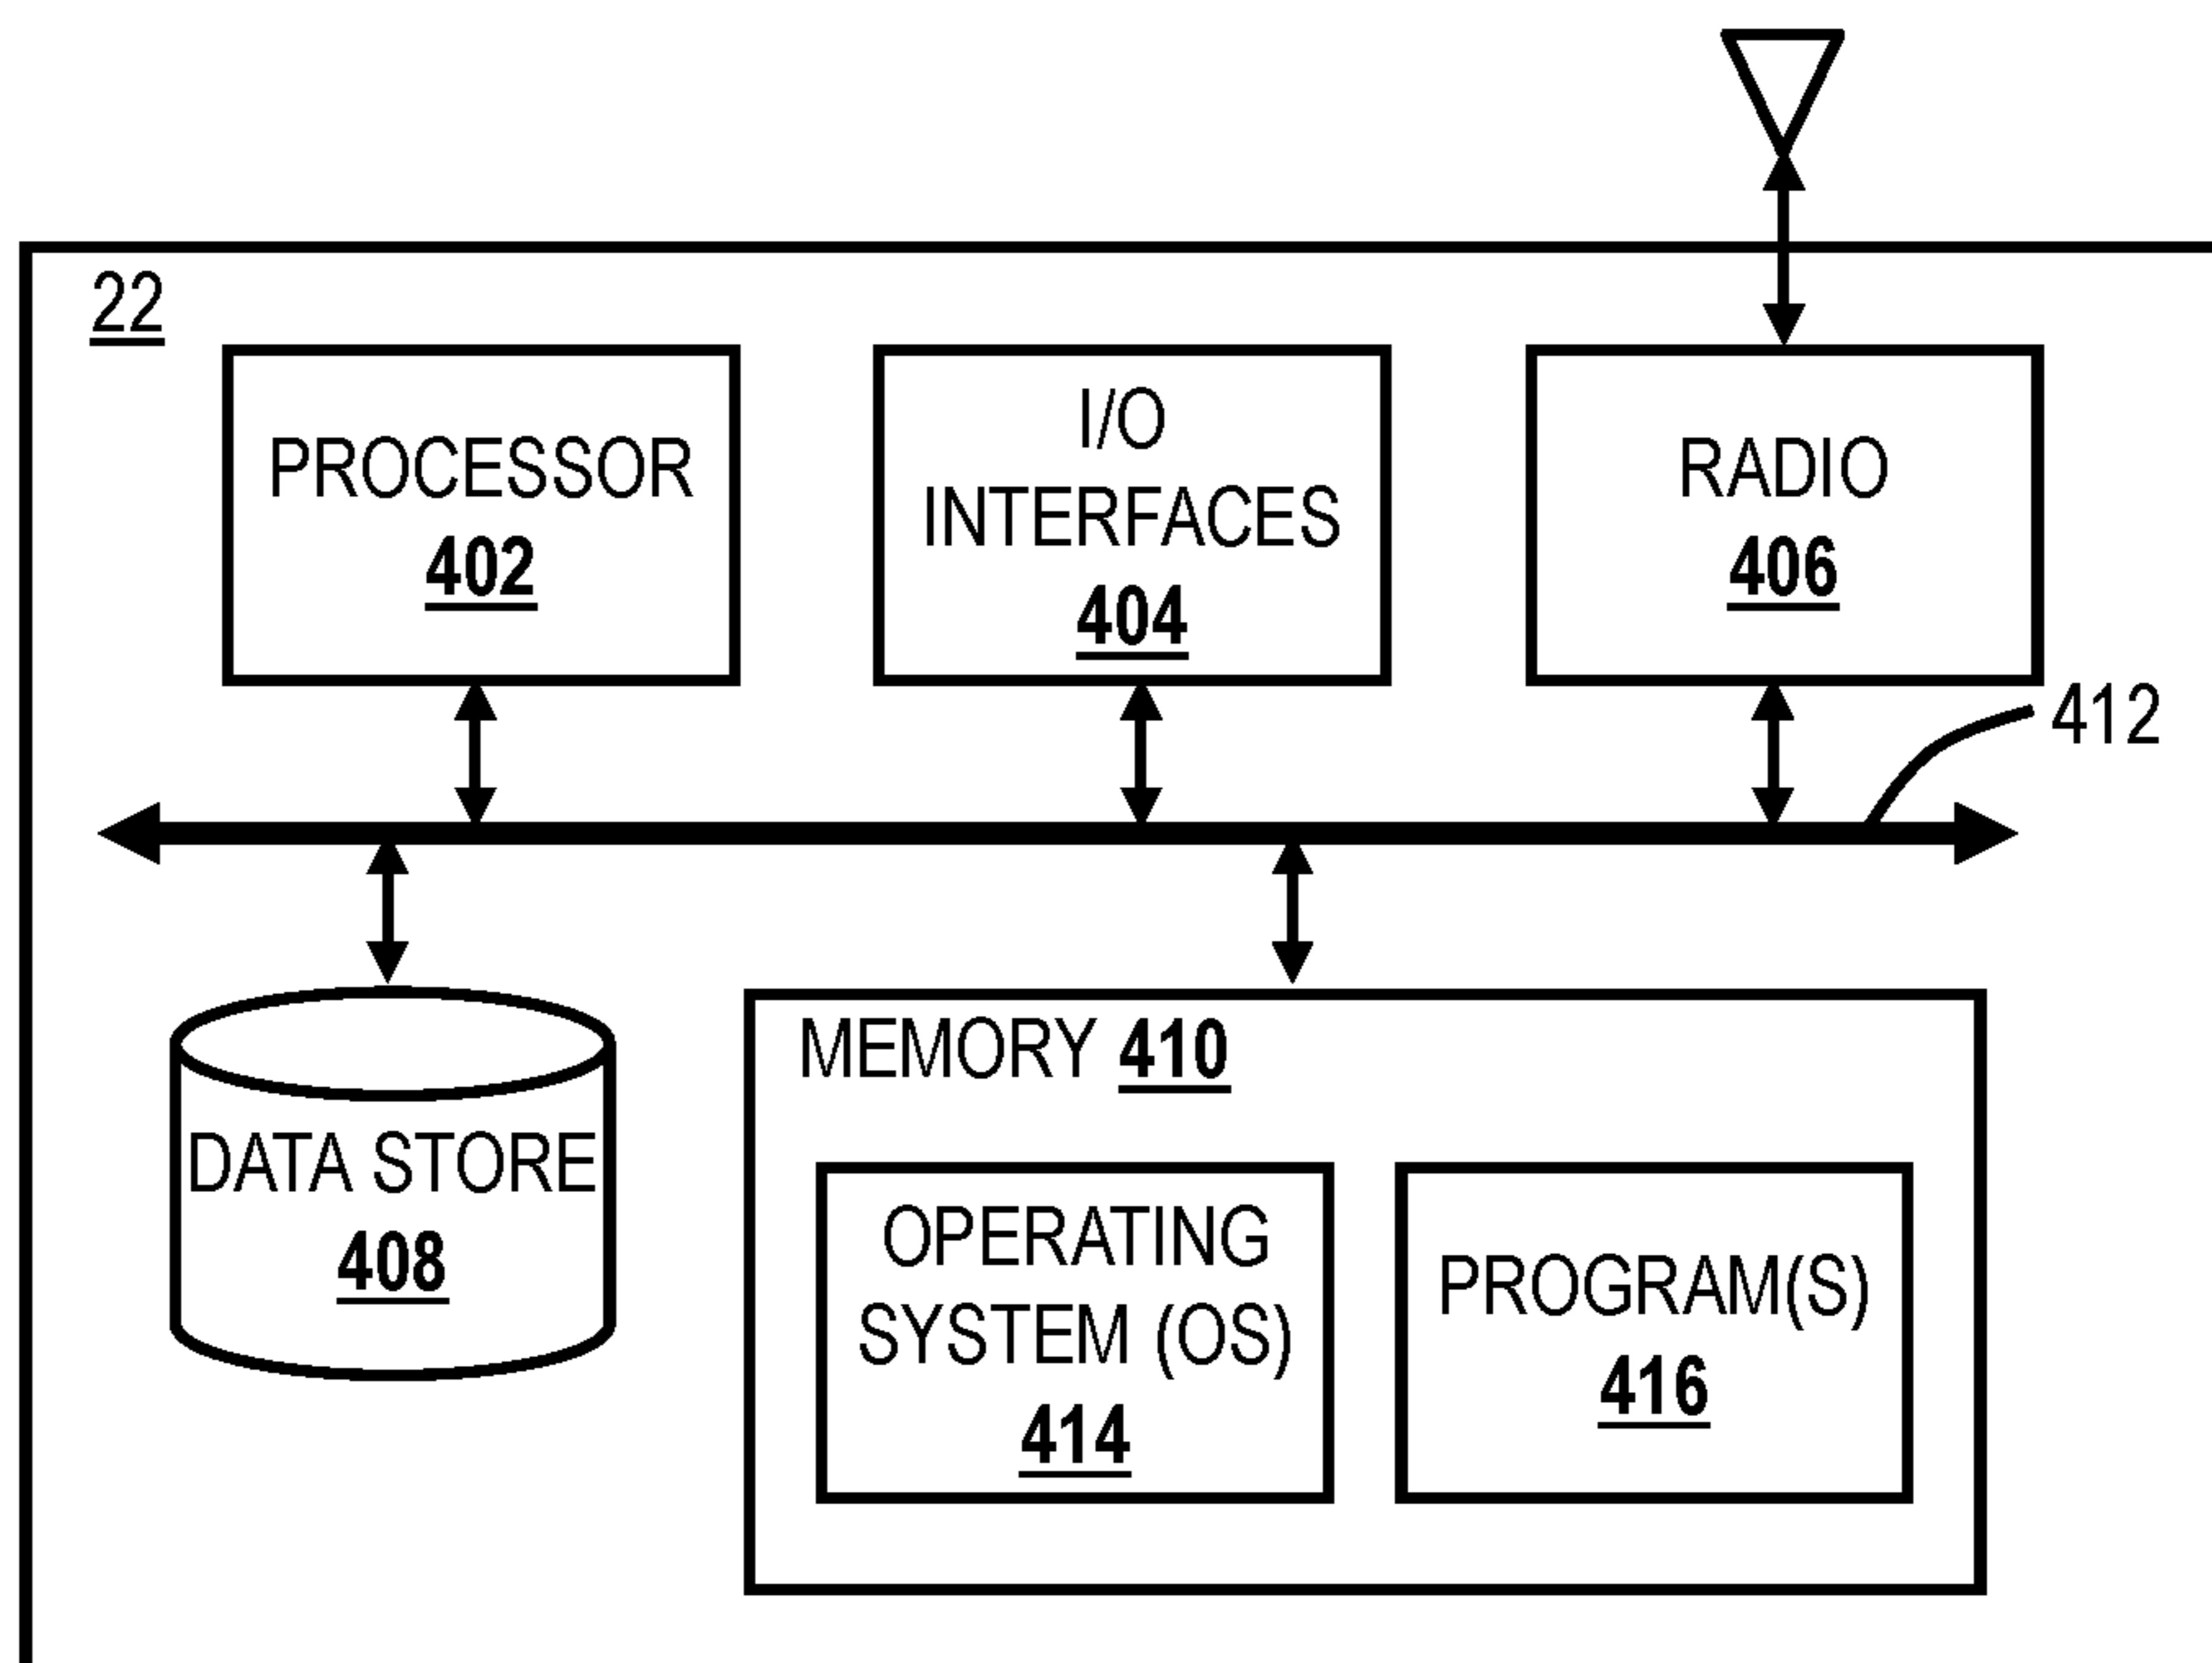 22
PROCESSOR
402
I/O
INTERFACES
404
RADIO
406
412
DATA STORE
408
MEMORY 410
OPERATING
SYSTEM (OS)
414
PROGRAM(S)
416